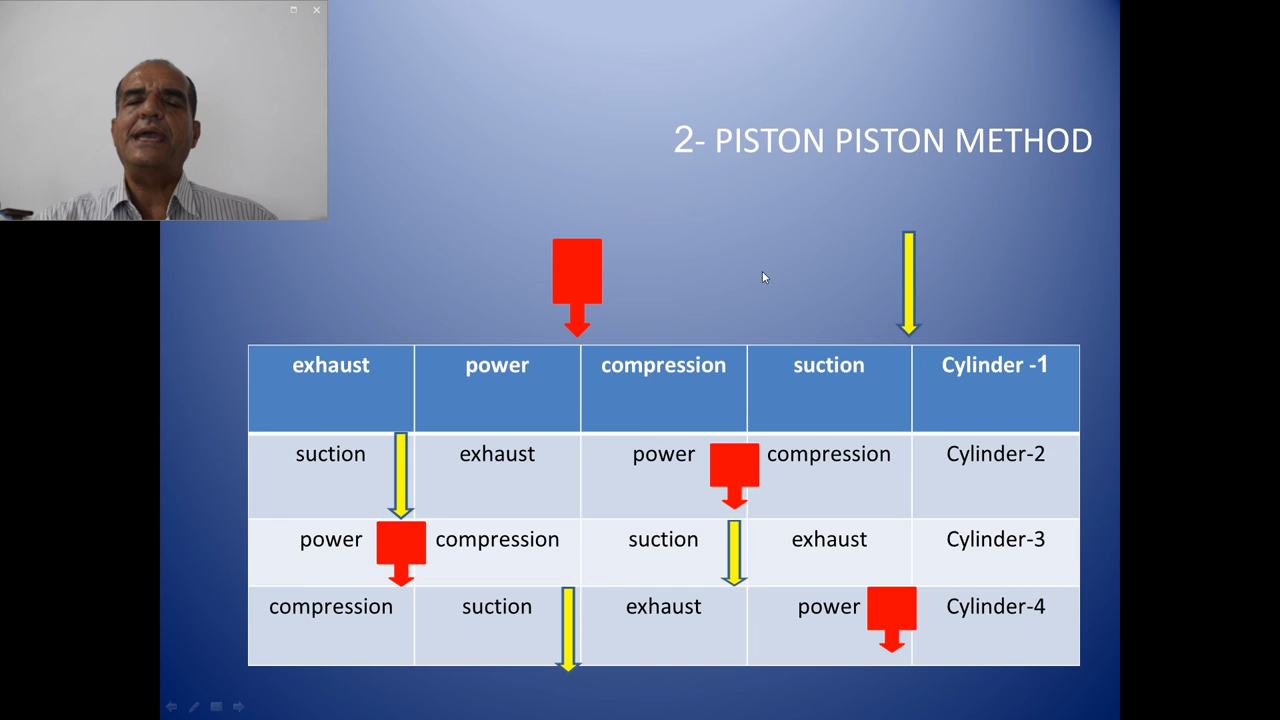 2- PISTON PISTON METHOD
exhaust power compression suction Cylinder -1
suction exhaust power compression Cylinder-2
power compression suction exhaust Cylinder-3
compression suction exhaust power Cylinder-4